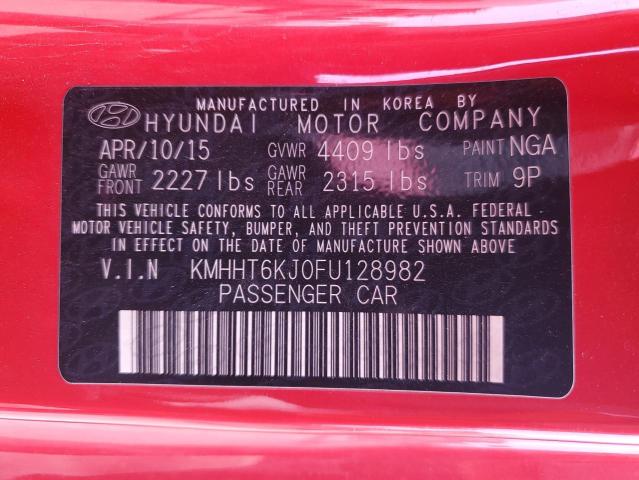 MANUFACTURED IN KOREA BY
HYUNDAI MOTOR COMPANY
APR/10/15 GVWR 4409 lbs PAINT NGA
GAWR FRONT 2227 lbs GAWR REAR 2315 lbs TRIM 9P
THIS VEHICLE CONFORMS TO ALL APPLICABLE U.S.A. FEDERAL
MOTOR VEHICLE SAFETY, BUMPER, AND THEFT PREVENTION STANDARDS
IN EFFECT ON THE DATE OF MANUFACTURE SHOWN ABOVE
V.I.N KMHHT6KJ0FU128982
PASSENGER CAR